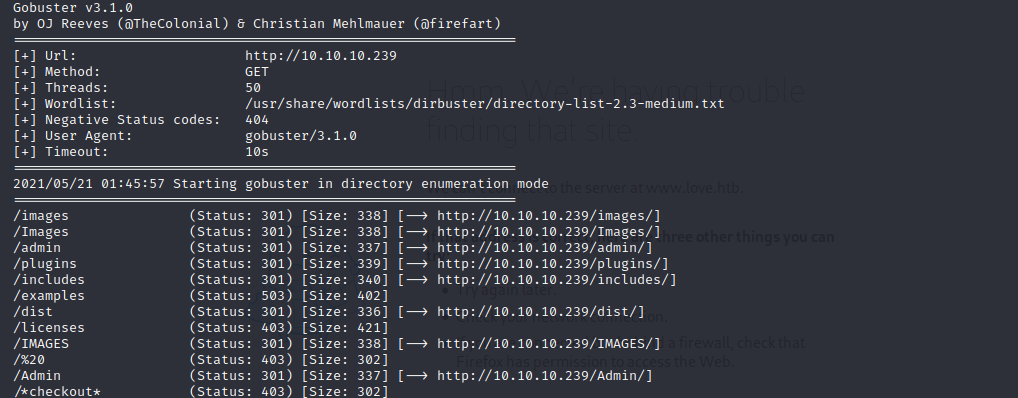 Gobuster v3.1.0
by OJ Reeves (@TheColonial) & Christian Mehlmauer (@firefart)
[+] Url: http://10.10.10.239
[+] Method: GET
[+] Threads: 50
[+] Wordlist: /usr/share/wordlists/dirbuster/directory-list-2.3-medium.txt
[+] Negative Status codes: 404
[+] User Agent: gobuster/3.1.0
[+] Timeout: 10s
2021/05/21 01:45:57 Starting gobuster in directory enumeration mode
/images (Status: 301) [Size: 338] [--> http://10.10.10.239/images/]
/Images (Status: 301) [Size: 338] [--> http://10.10.10.239/Images/]
/admin (Status: 301) [Size: 337] [--> http://10.10.10.239/admin/]
/plugins (Status: 301) [Size: 339] [--> http://10.10.10.239/plugins/]
/includes (Status: 301) [Size: 340] [--> http://10.10.10.239/includes/]
/examples (Status: 503) [Size: 402]
/dist (Status: 301) [Size: 336] [--> http://10.10.10.239/dist/]
/licenses (Status: 403) [Size: 421]
/IMAGES (Status: 301) [Size: 338] [--> http://10.10.10.239/IMAGES/]
/%20 (Status: 403) [Size: 302]
/Admin (Status: 301) [Size: 337] [--> http://10.10.10.239/Admin/]
/*checkout* (Status: 403) [Size: 302]
Hmm. We're having trouble
finding that site.
to the server at www.love.htb.
three other things you can
Try again later.
a firewall, check that
Firefox has permission to access the Web.